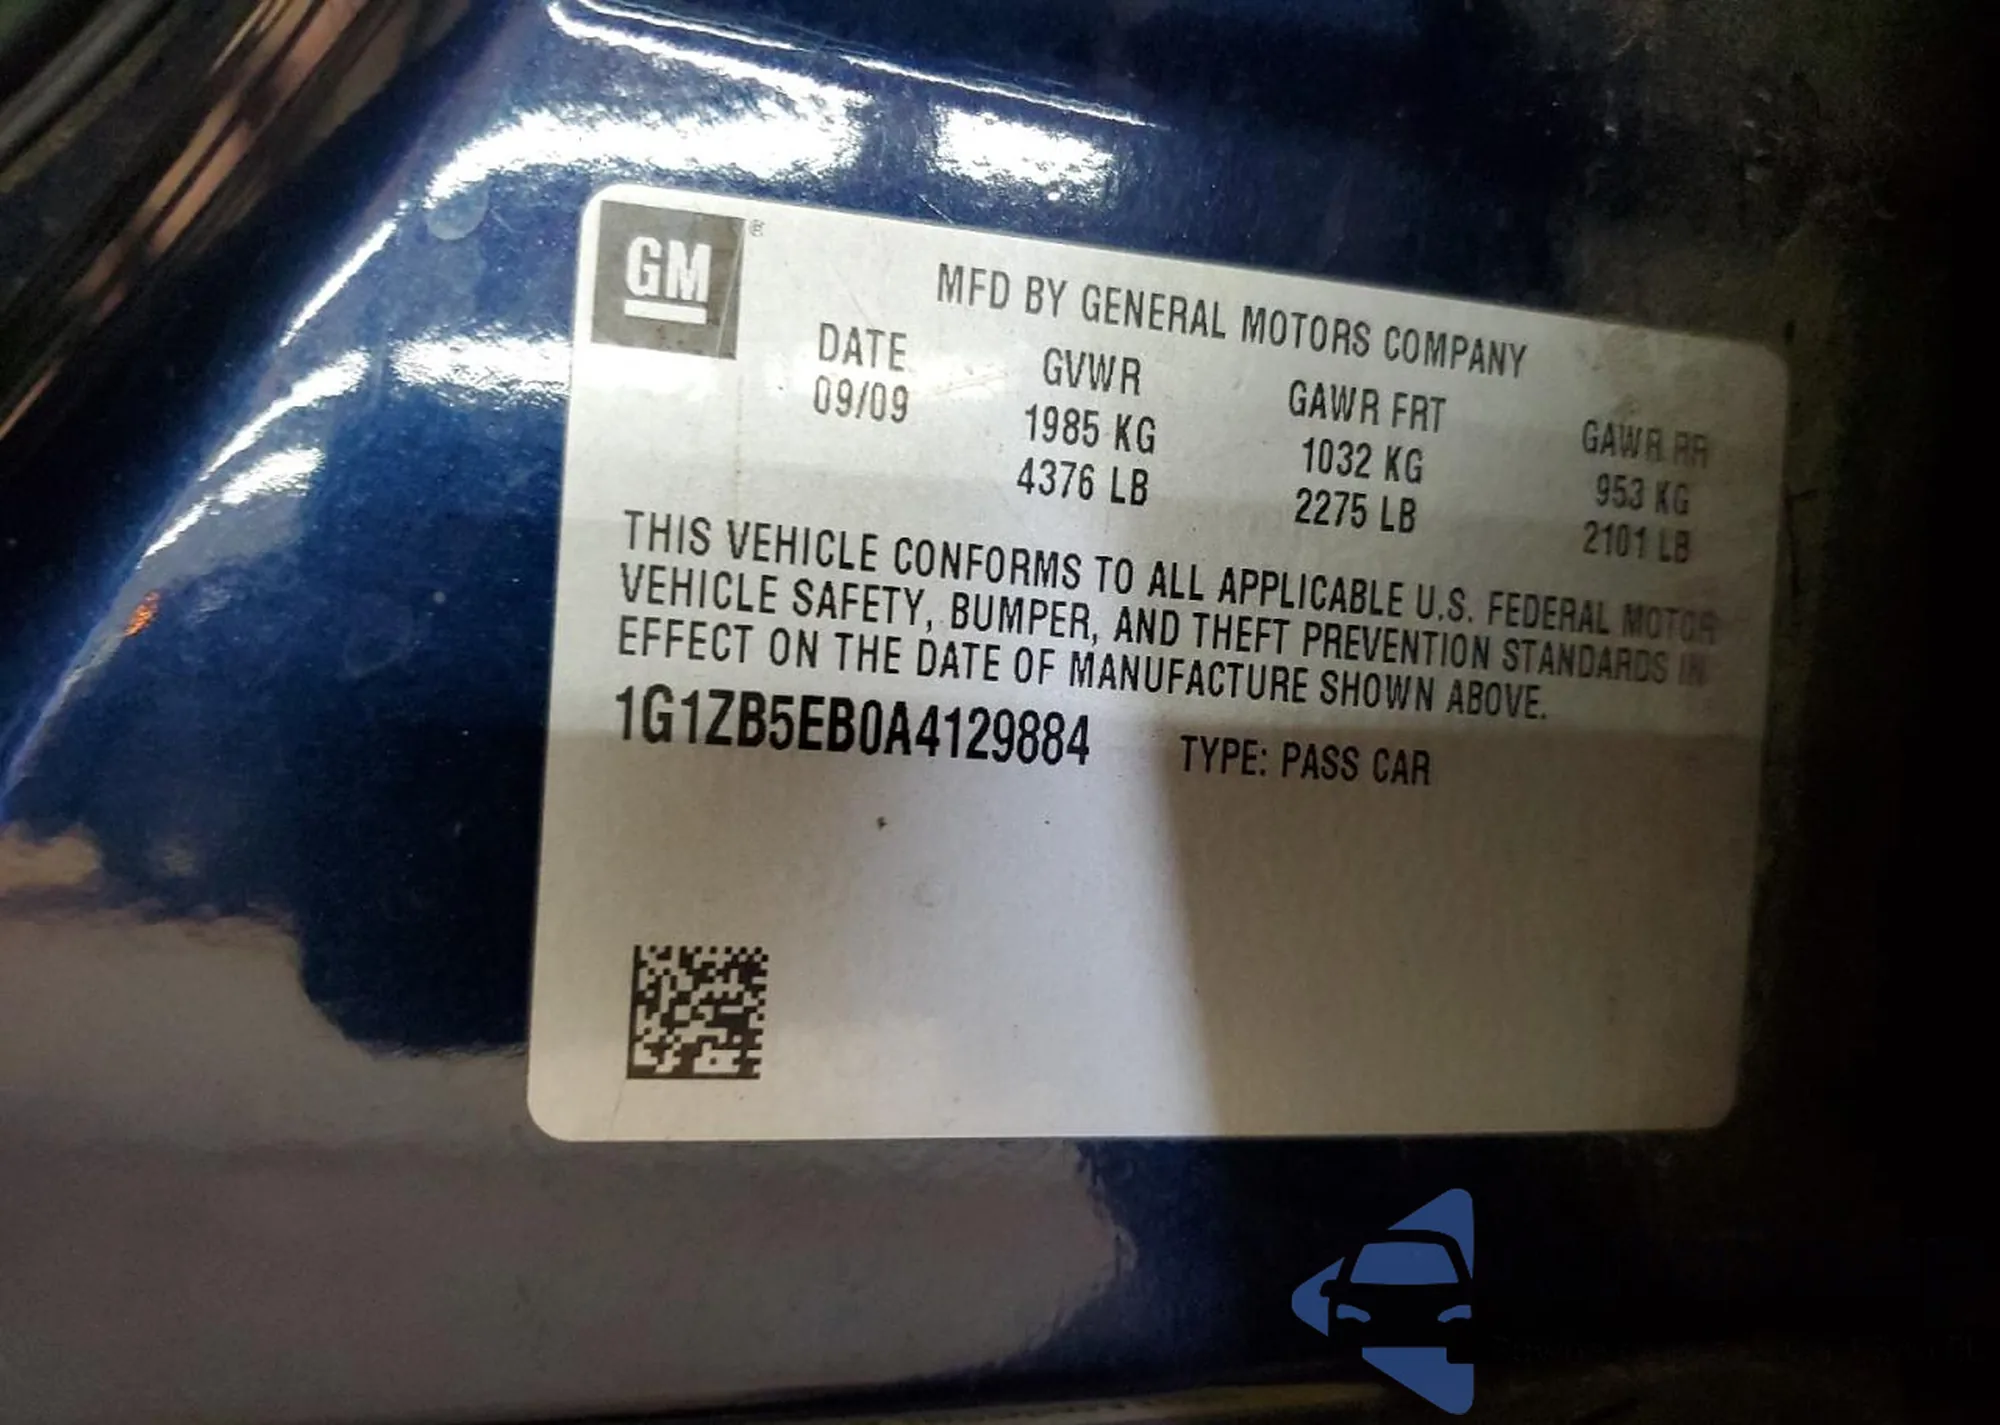 GM ®
MFD BY GENERAL MOTORS COMPANY
DATE GVWR GAWR FRT GAWR RR
09/09 1985 KG 1032 KG 953 KG
4376 LB 2275 LB 2101 LB
THIS VEHICLE CONFORMS TO ALL APPLICABLE U.S. FEDERAL MOTOR
VEHICLE SAFETY, BUMPER, AND THEFT PREVENTION STANDARDS IN
EFFECT ON THE DATE OF MANUFACTURE SHOWN ABOVE.
1G1ZB5EB0A4129884 TYPE: PASS CAR